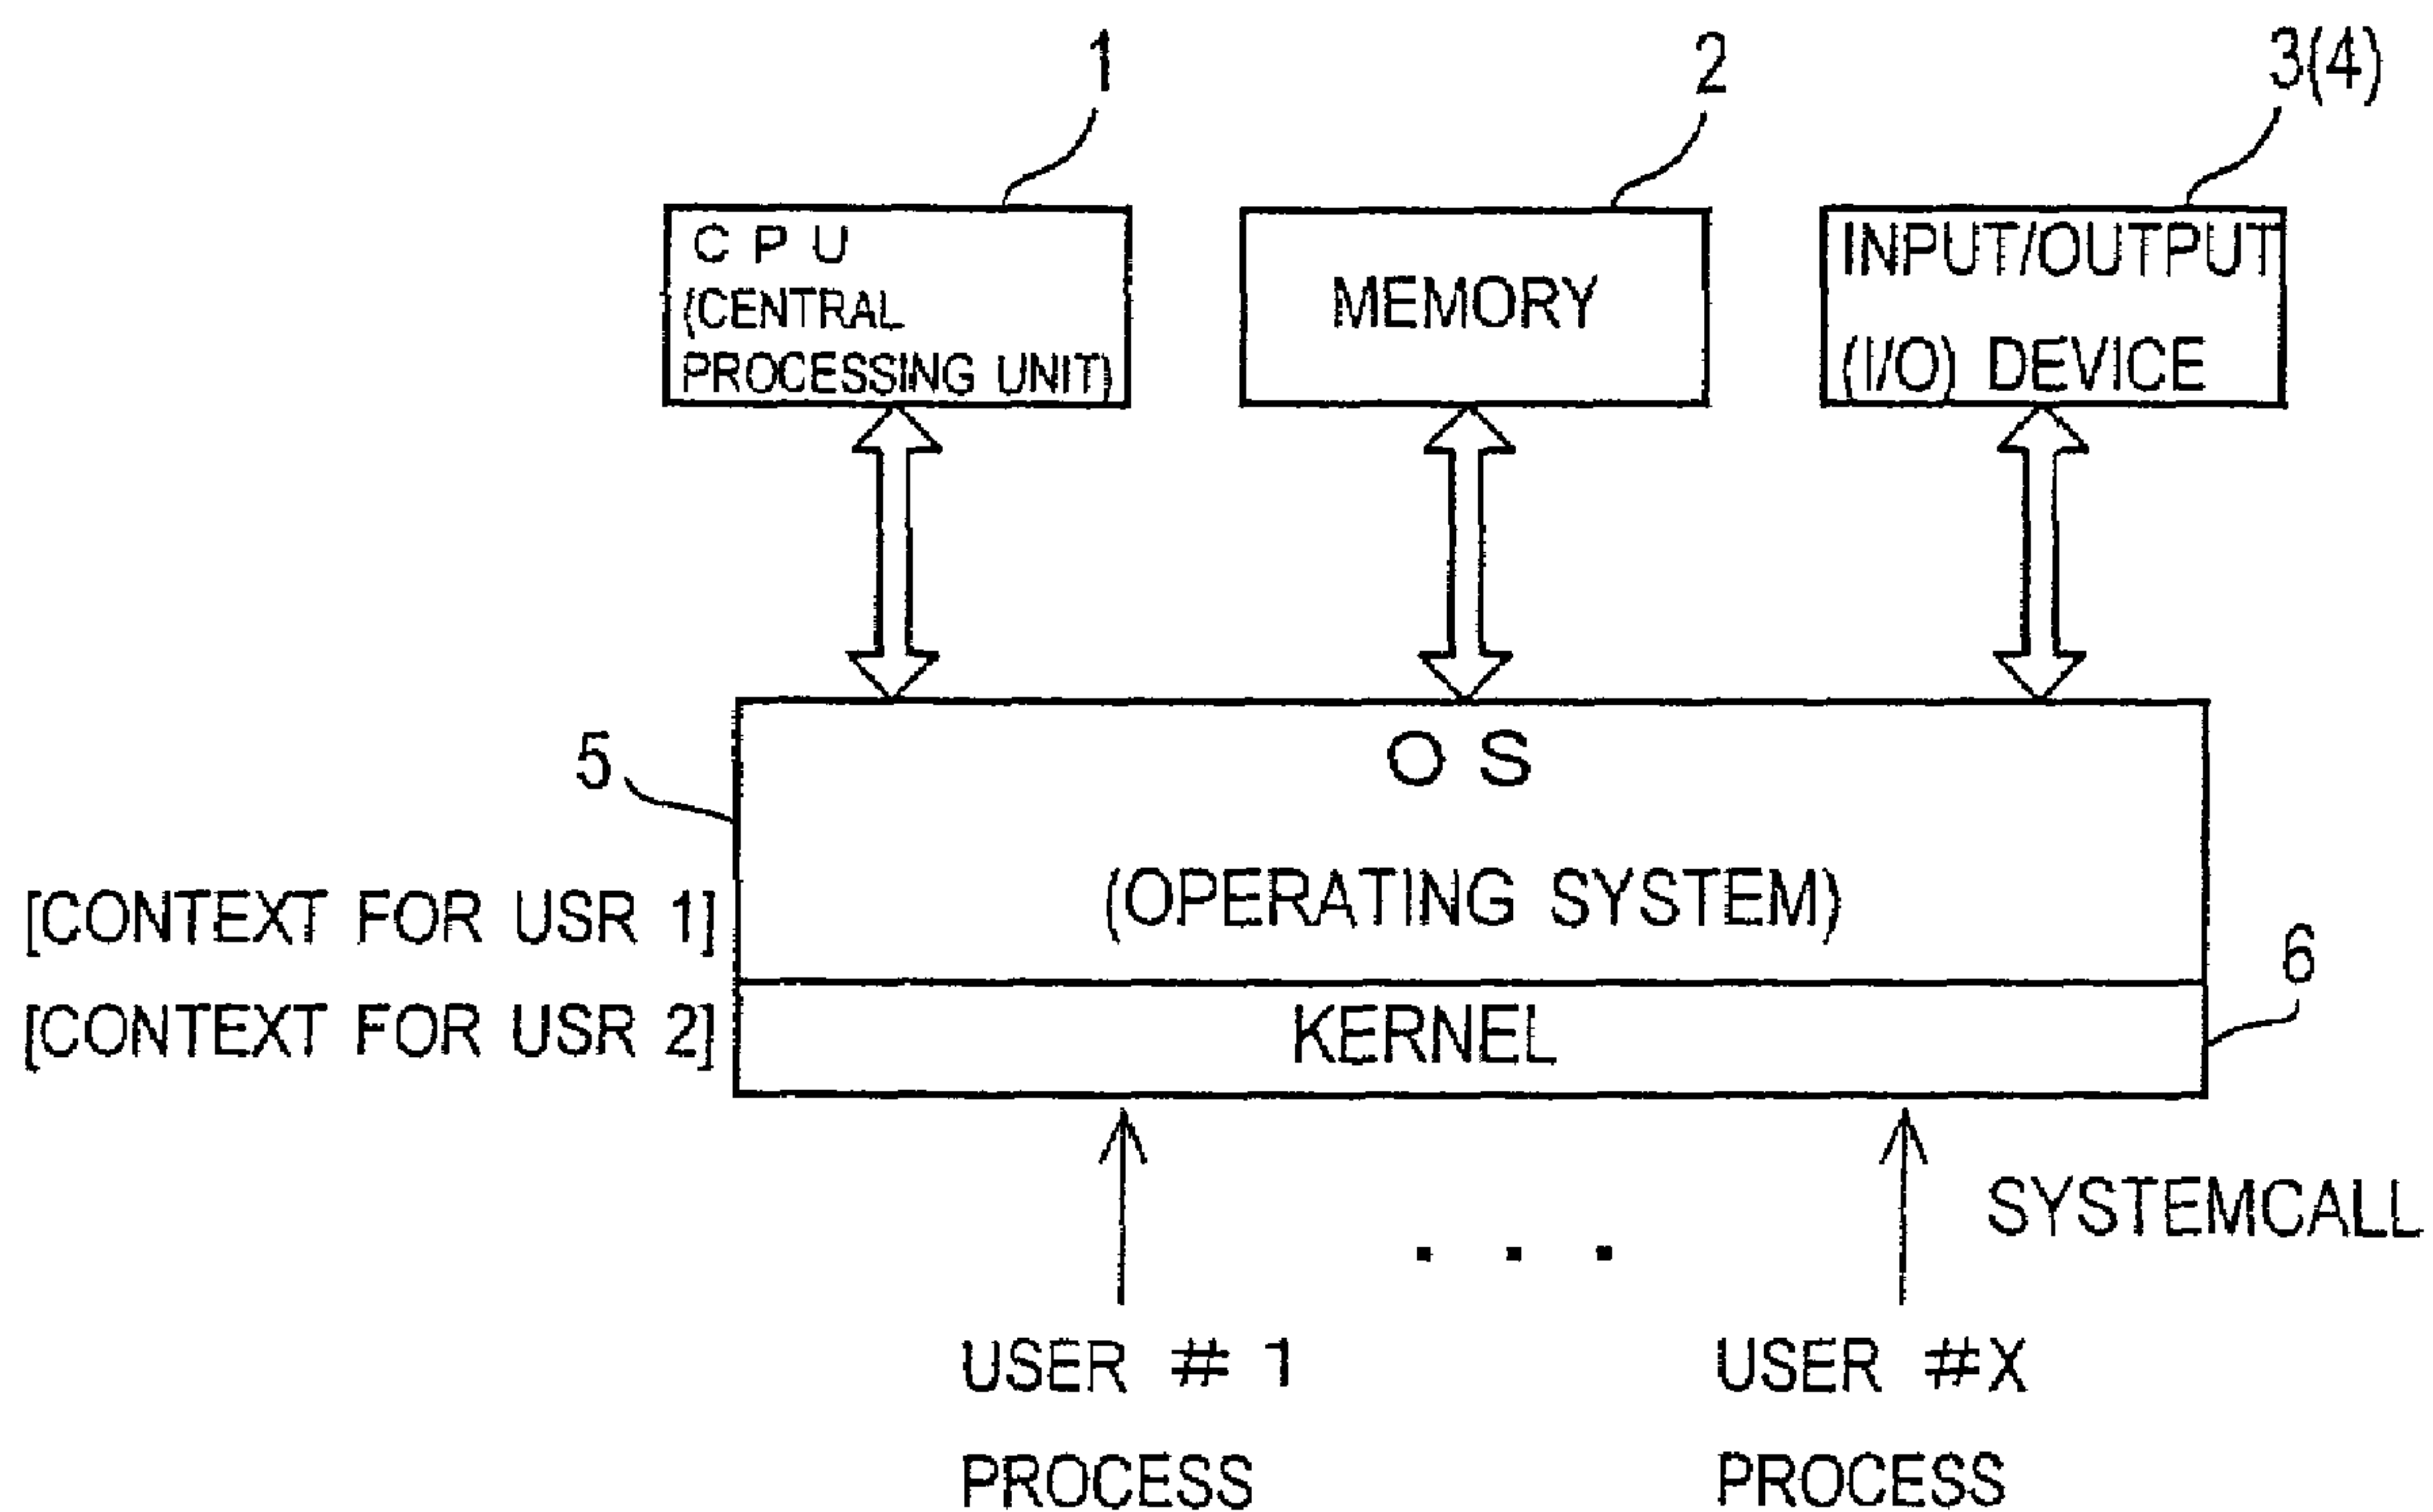 1
2
3(4)
C P U
(CENTRAL
PROCESSING UNIT)
MEMORY
INPUT/OUTPUT
(I/O) DEVICE
5
O S
(OPERATING SYSTEM)
[CONTEXT FOR USR 1]
6
[CONTEXT FOR USR 2]
KERNEL
SYSTEMCALL
. . .
USER # 1
PROCESS
USER #X
PROCESS